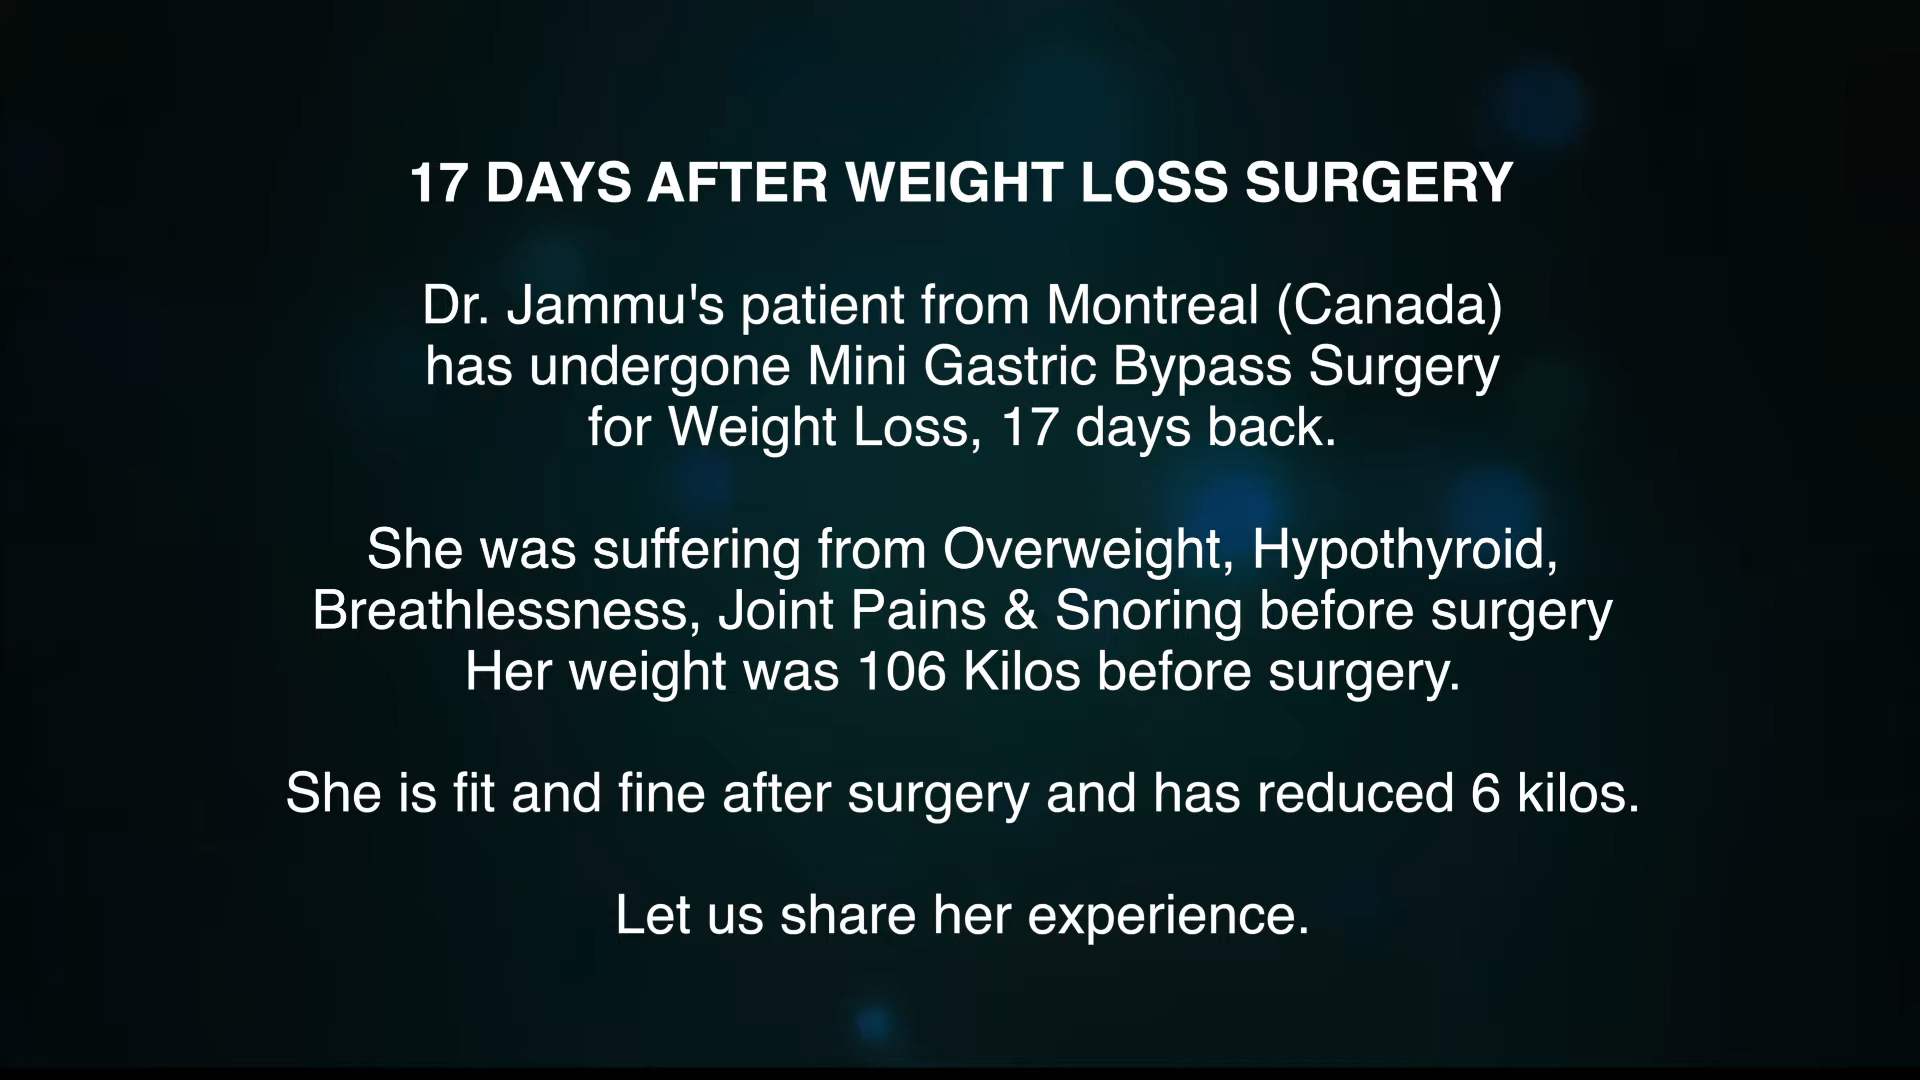 17 DAYS AFTER WEIGHT LOSS SURGERY
Dr. Jammu's patient from Montreal (Canada)
has undergone Mini Gastric Bypass Surgery
for Weight Loss, 17 days back.
She was suffering from Overweight, Hypothyroid,
Breathlessness, Joint Pains & Snoring before surgery
Her weight was 106 Kilos before surgery.
She is fit and fine after surgery and has reduced 6 kilos.
Let us share her experience.